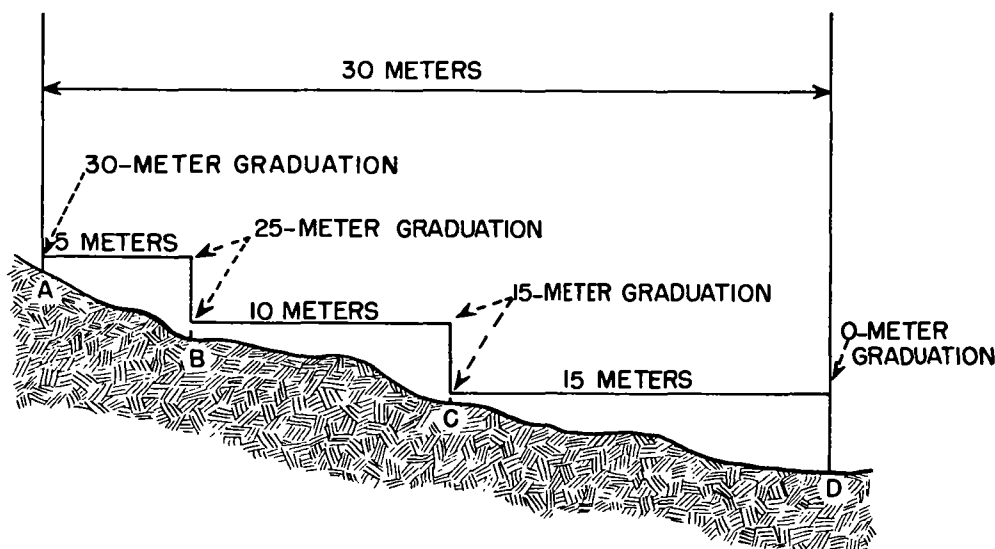 30 METERS
30-METER GRADUATION
5 METERS
25-METER GRADUATION
A
10 METERS
15-METER GRADUATION
B
0-METER
GRADUATION
15 METERS
C
D